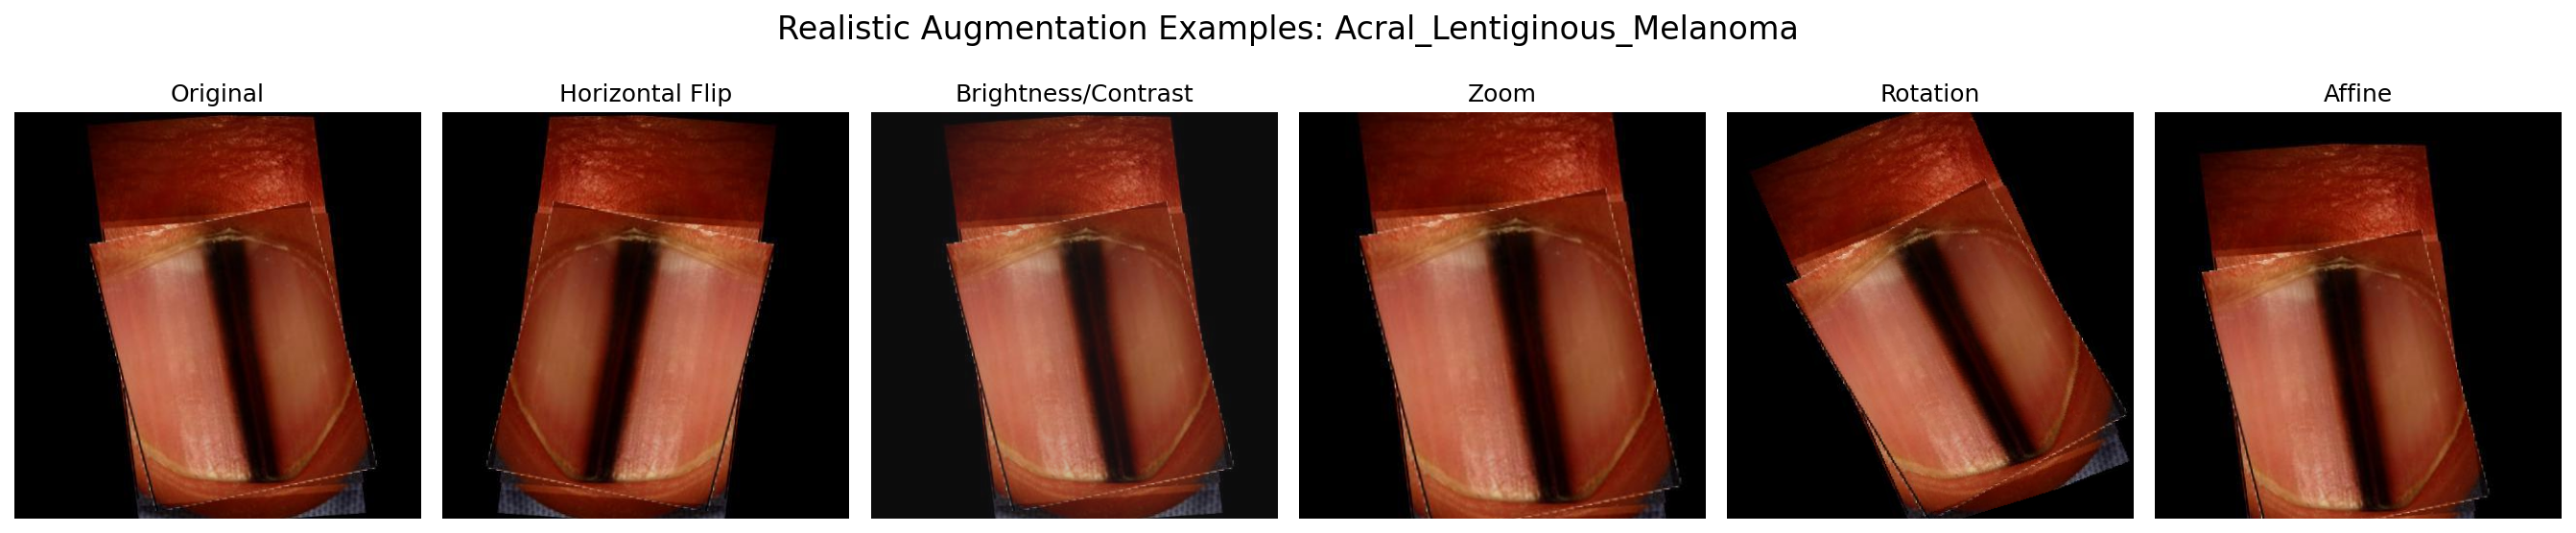 Realistic Augmentation Examples: Acral_Lentiginous_Melanoma
Original
Horizontal Flip
Brightness/Contrast
Zoom
Rotation
Affine